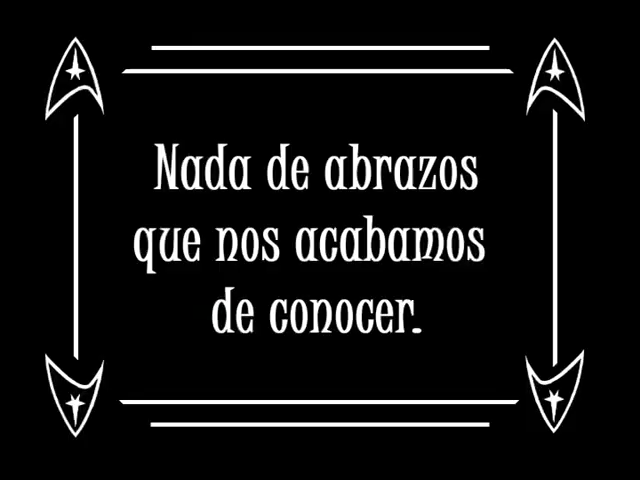 Nada de abrazos
que nos acabamos
de conocer.